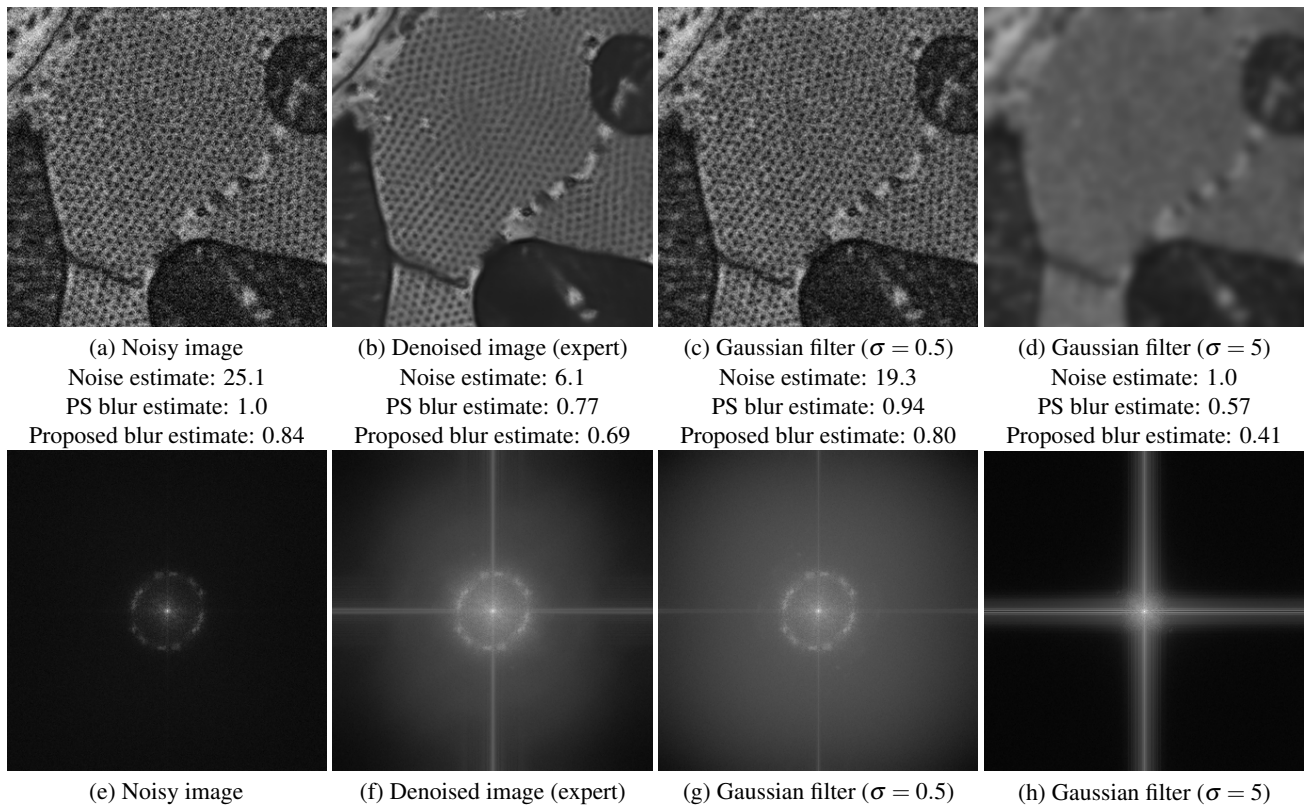 (a) Noisy image
Noise estimate: 25.1
PS blur estimate: 1.0
Proposed blur estimate: 0.84
(b) Denoised image (expert)
Noise estimate: 6.1
PS blur estimate: 0.77
Proposed blur estimate: 0.69
(c) Gaussian filter (σ = 0.5)
Noise estimate: 19.3
PS blur estimate: 0.94
Proposed blur estimate: 0.80
(d) Gaussian filter (σ = 5)
Noise estimate: 1.0
PS blur estimate: 0.57
Proposed blur estimate: 0.41
(e) Noisy image
(f) Denoised image (expert)
(g) Gaussian filter (σ = 0.5)
(h) Gaussian filter (σ = 5)